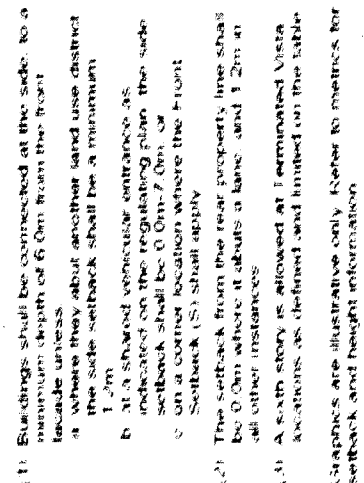 (1) Buildings shall be connected at the side, to a
minimum depth of 6.0m from the front
facade unless:
a where they abut another land use district
the side setback shall be a minimum
1.2m
b at a shared vehicular entrance as
indicated on the regulating plan the side
setback shall be 0.0m-7.0m or
c on a corner location where the Front
Setback (S) shall apply
(2) The setback from the rear property line shall
be 0.0m where it abuts a lane, and 1.2m in
all other instances
(3) A sixth story is allowed at Terminated Vista
locations as defined and limited on the table
Graphics are illustrative only. Refer to metrics for
setback and height information